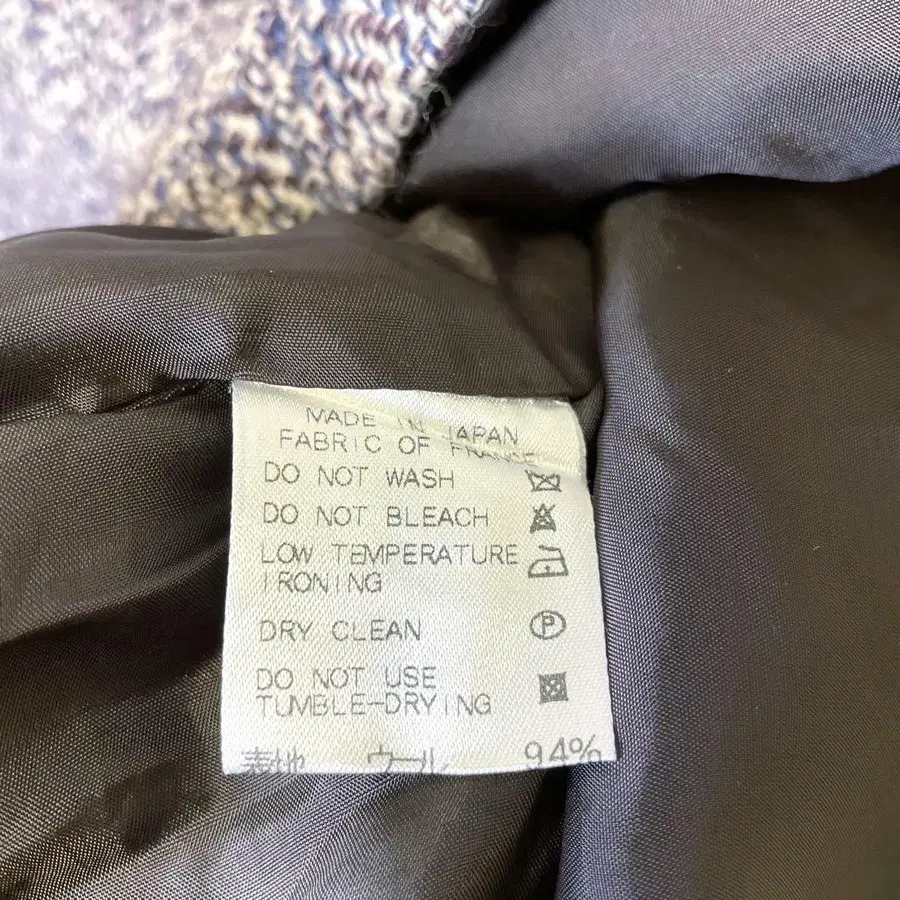 MADE IN JAPAN
FABRIC OF FRANCE
DO NOT WASH
DO NOT BLEACH
LOW TEMPERATURE
IRONING
DRY CLEAN
P
DO NOT USE
TUMBLE-DRYING
表地 ウール 94%